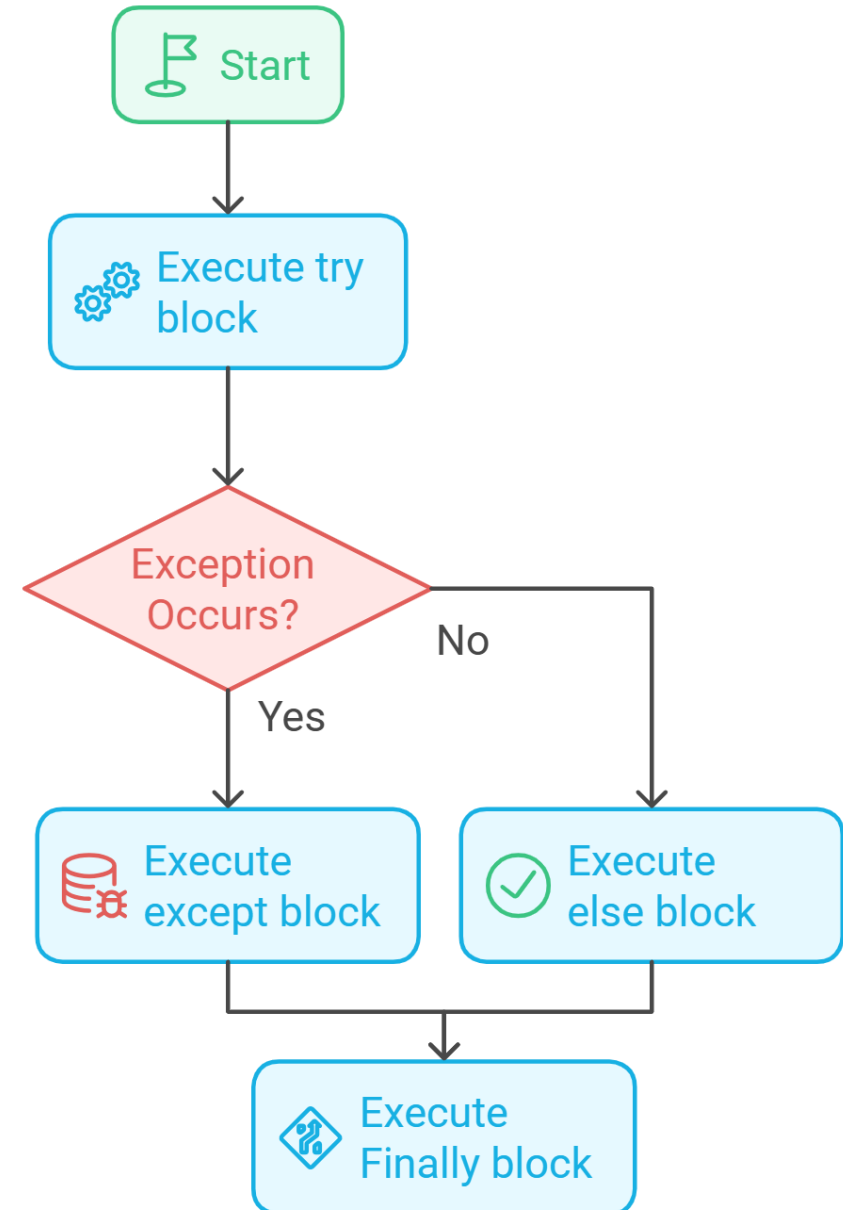 Start
Execute try
block
Exception
Occurs?
No
Yes
Execute
except block
Execute
else block
Execute
Finally block